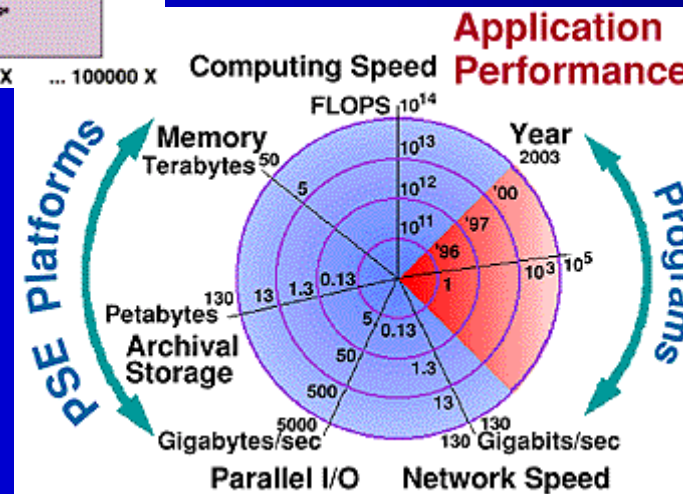 X ... 100000 X
Application
Performance
Computing Speed
FLOPS 10^14
10^13
10^12
10^11
Memory
Terabytes 50
5
Year
2003
'00
'97
'96
1
10^3
10^5
PSE Platforms
Programs
130
13
1.3
0.13
Petabytes
Archival
Storage
5
50
500
5000
Gigabytes/sec
Parallel I/O
0.13
1.3
13
130
130 Gigabits/sec
Network Speed